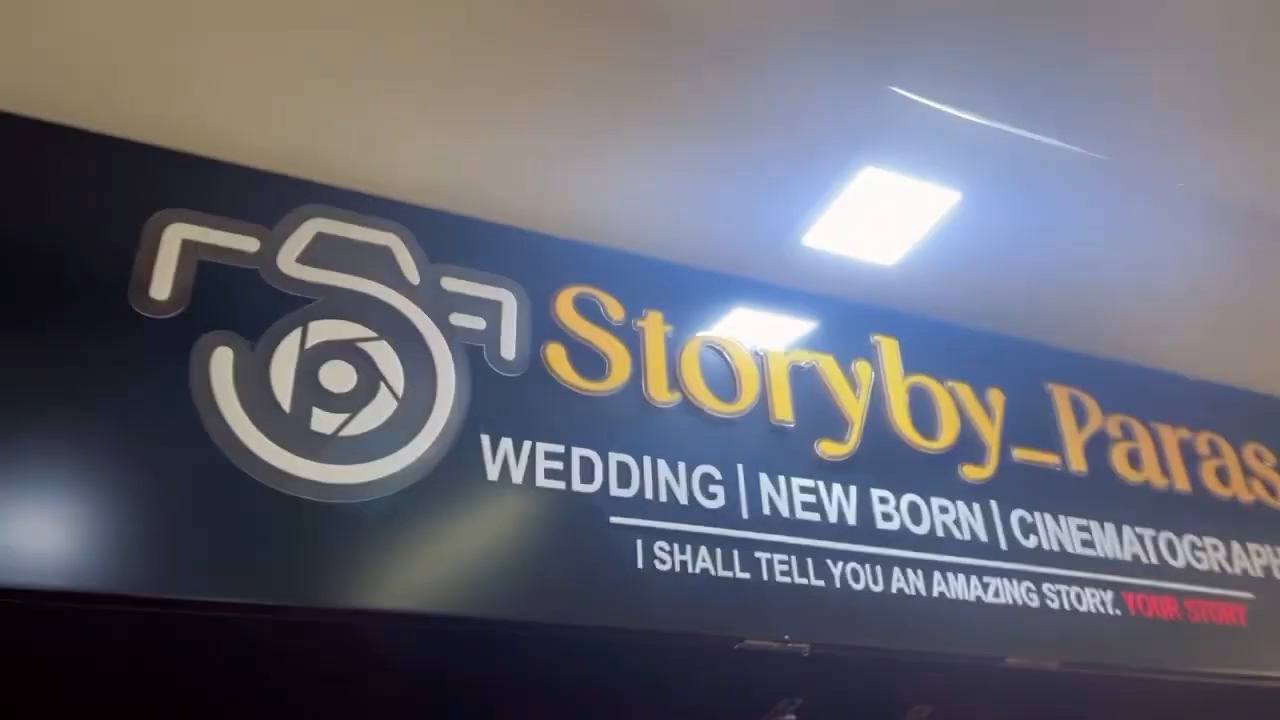 Storyby_Paras
WEDDING | NEW BORN | CINEMATOGRAPH
I SHALL TELL YOU AN AMAZING STORY. YOUR STORY